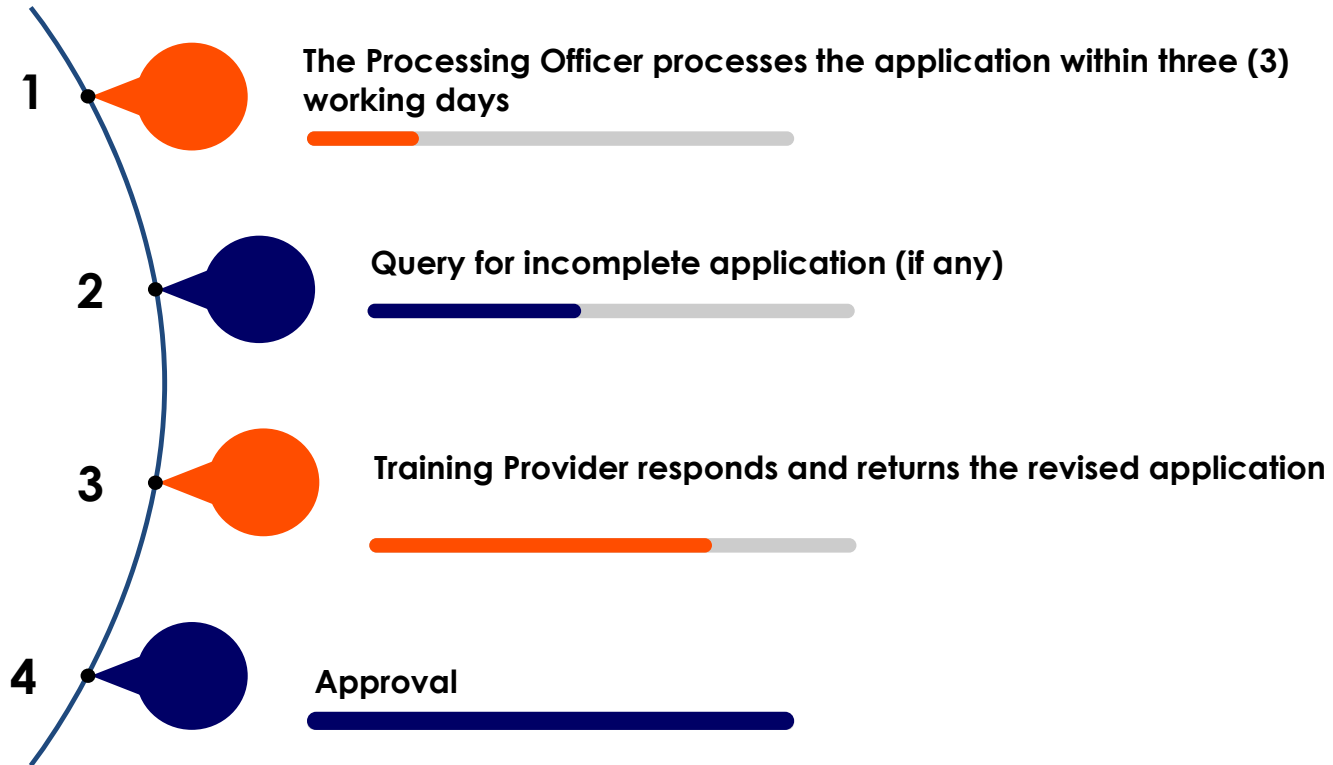 1
The Processing Officer processes the application within three (3)
working days
2
Query for incomplete application (if any)
3
Training Provider responds and returns the revised application
4
Approval